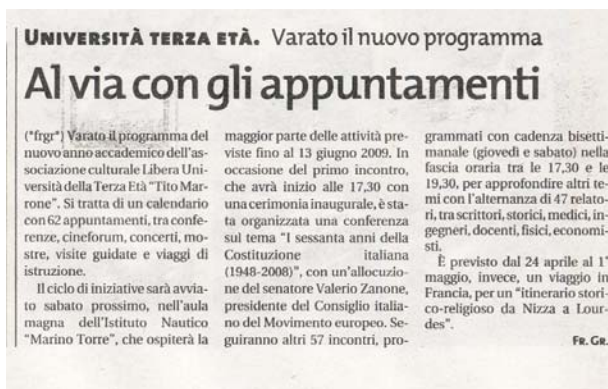 UNIVERSITÀ TERZA ETÀ. Varato il nuovo programma
Al via con gli appuntamenti
(*frgr*) Varato il programma del
nuovo anno accademico dell'as-
sociazione culturale Libera Uni-
versità della Terza Età "Tito Mar-
rone". Si tratta di un calendario
con 62 appuntamenti, tra confe-
renze, cineforum, concerti, mo-
stre, visite guidate e viaggi di
istruzione.
Il ciclo di iniziative sarà avvia-
to sabato prossimo, nell'aula
magna dell'Istituto Nautico
"Marino Torre", che ospiterà la
maggior parte delle attività pre-
viste fino al 13 giugno 2009. In
occasione del primo incontro,
che avrà inizio alle 17,30 con
una cerimonia inaugurale, è sta-
ta organizzata una conferenza
sul tema "I sessanta anni della
Costituzione italiana
(1948-2008)", con un'allocuzio-
ne del senatore Valerio Zanone,
presidente del Consiglio italia-
no del Movimento europeo. Se-
guiranno altri 57 incontri, pro-
grammati con cadenza bisetti-
manale (giovedì e sabato) nella
fascia oraria tra le 17,30 e le
19,30, per approfondire altri te-
mi con l'alternanza di 47 relato-
ri, tra scrittori, storici, medici, in-
gegneri, docenti, fisici, economi-
sti.
È previsto dal 24 aprile al 1°
maggio, invece, un viaggio in
Francia, per un "itinerario stori-
co-religioso da Nizza a Lour-
des".
FR. GR.